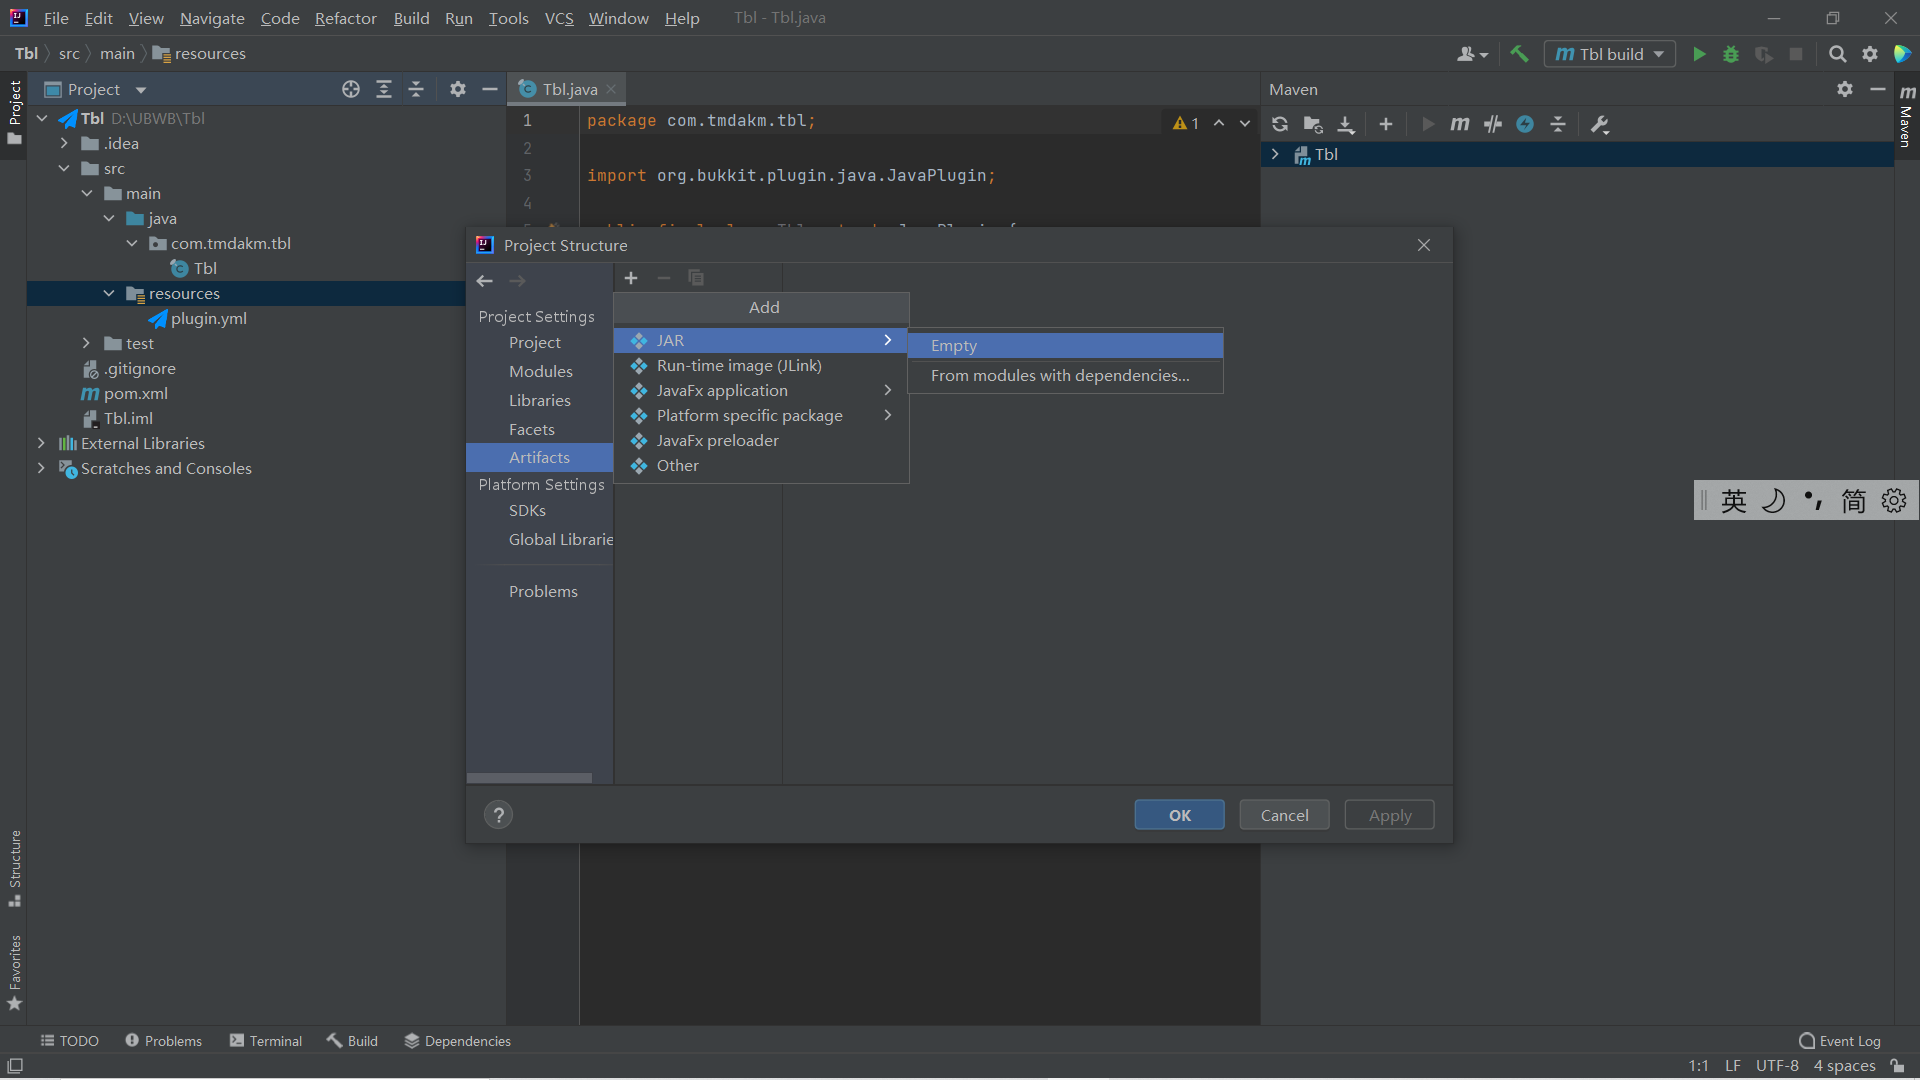 File Edit View Navigate Code Refactor Build Run Tools VCS Window Help Tbl - Tbl.java
Tbl src main resources
Tbl build
Project
Tbl.java
Maven
Project
Maven
Tbl D:\UBWB\Tbl
.idea
src
main
java
com.tmdakm.tbl
Tbl
resources
plugin.yml
test
.gitignore
pom.xml
Tbl.iml
External Libraries
Scratches and Consoles
1 package com.tmdakm.tbl;
1
2
3 import org.bukkit.plugin.java.JavaPlugin;
4
Tbl
Project Structure
Project Settings
Project
Modules
Libraries
Facets
Artifacts
Platform Settings
SDKs
Global Librarie
Problems
Add
JAR
Run-time image (JLink)
JavaFx application
Platform specific package
JavaFx preloader
Other
Empty
From modules with dependencies...
?
OK Cancel Apply
英 简
Structure
Favorites
TODO Problems Terminal Build Dependencies Event Log
1:1 LF UTF-8 4 spaces